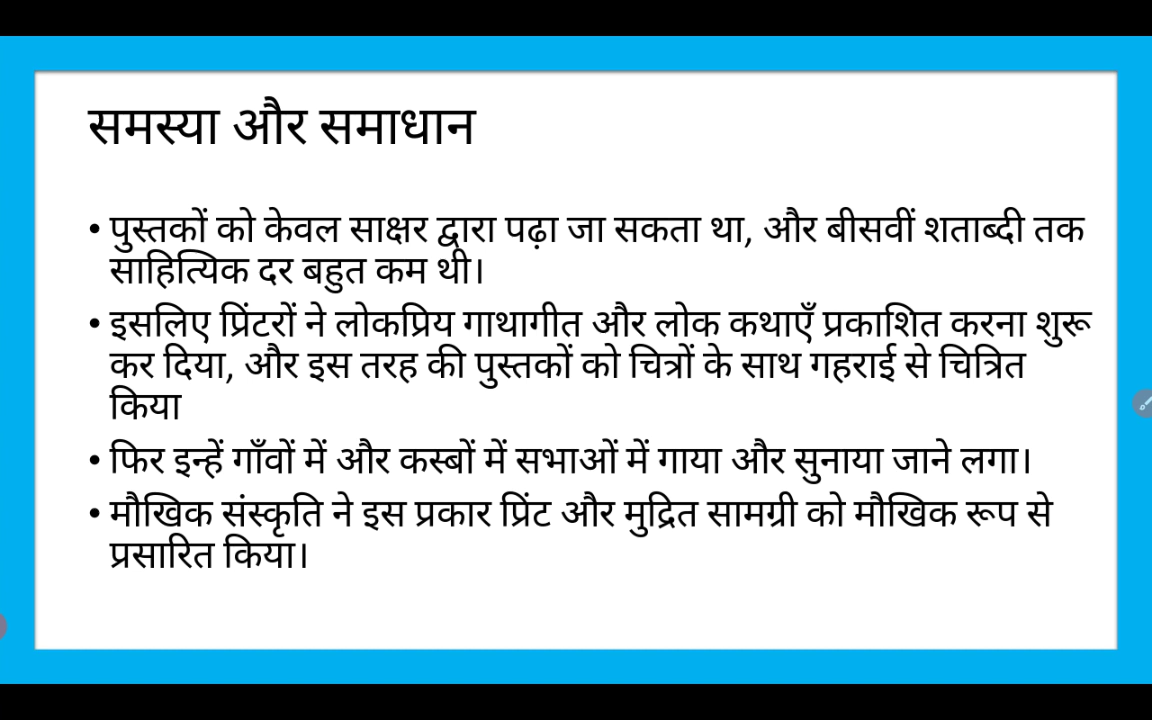 समस्या और समाधान
• पुस्तकों को केवल साक्षर द्वारा पढ़ा जा सकता था, और बीसवीं शताब्दी तक
साहित्यिक दर बहुत कम थी।
• इसलिए प्रिंटरों ने लोकप्रिय गाथागीत और लोक कथाएँ प्रकाशित करना शुरू
कर दिया, और इस तरह की पुस्तकों को चित्रों के साथ गहराई से चित्रित
किया
• फिर इन्हें गाँवों में और कस्बों में सभाओं में गाया और सुनाया जाने लगा।
• मौखिक संस्कृति ने इस प्रकार प्रिंट और मुद्रित सामग्री को मौखिक रूप से
प्रसारित किया।